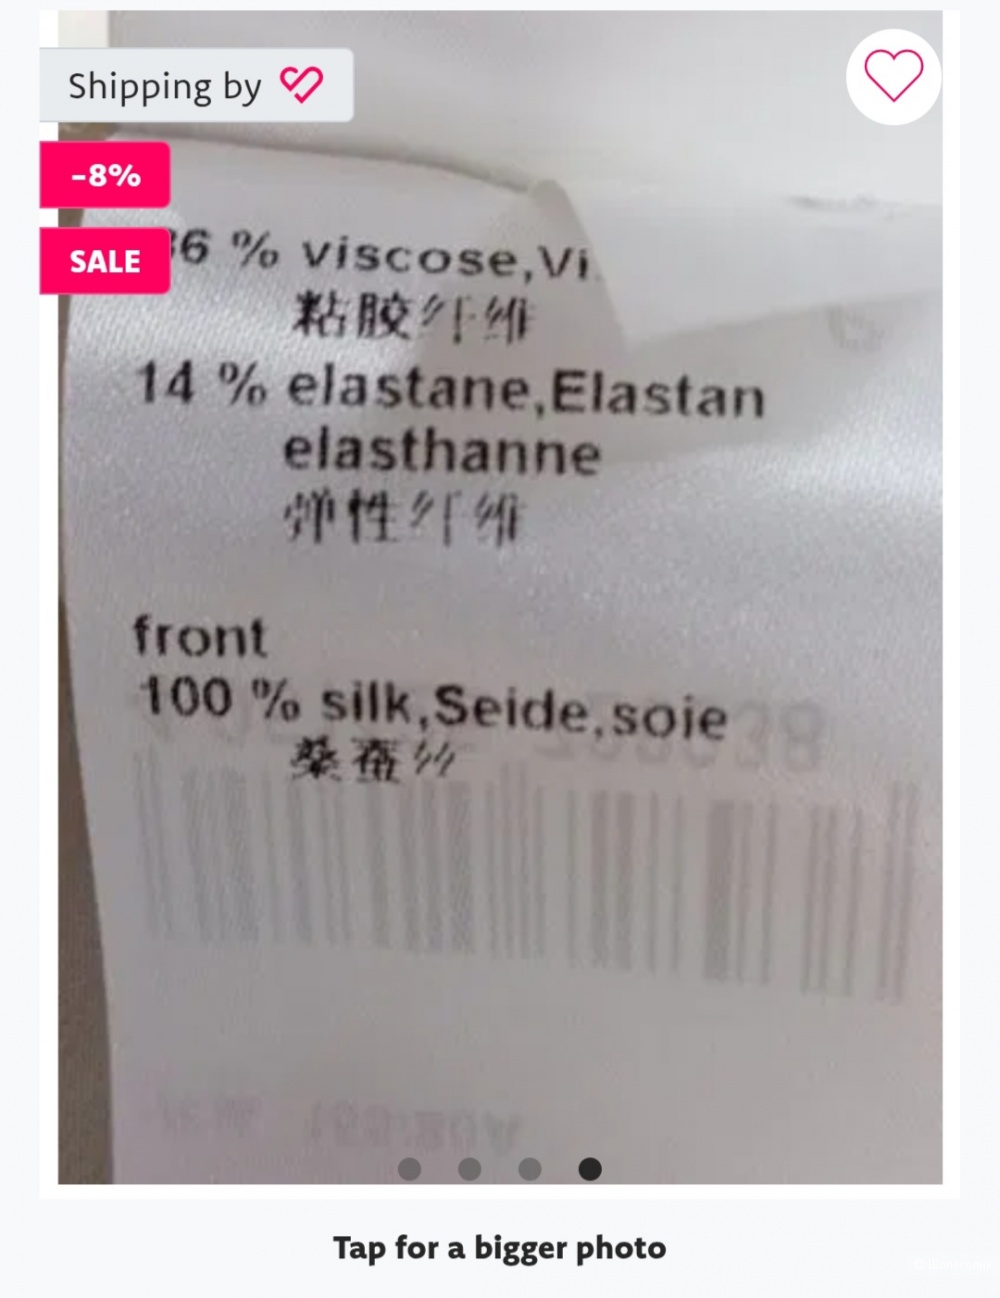 Shipping by
-8%
SALE
6 % viscose,Vi
粘胶纤维
14 % elastane,Elastan
elasthanne
弹性纤维
front
100 % silk,Seide,soie
桑蚕丝
Tap for a bigger photo